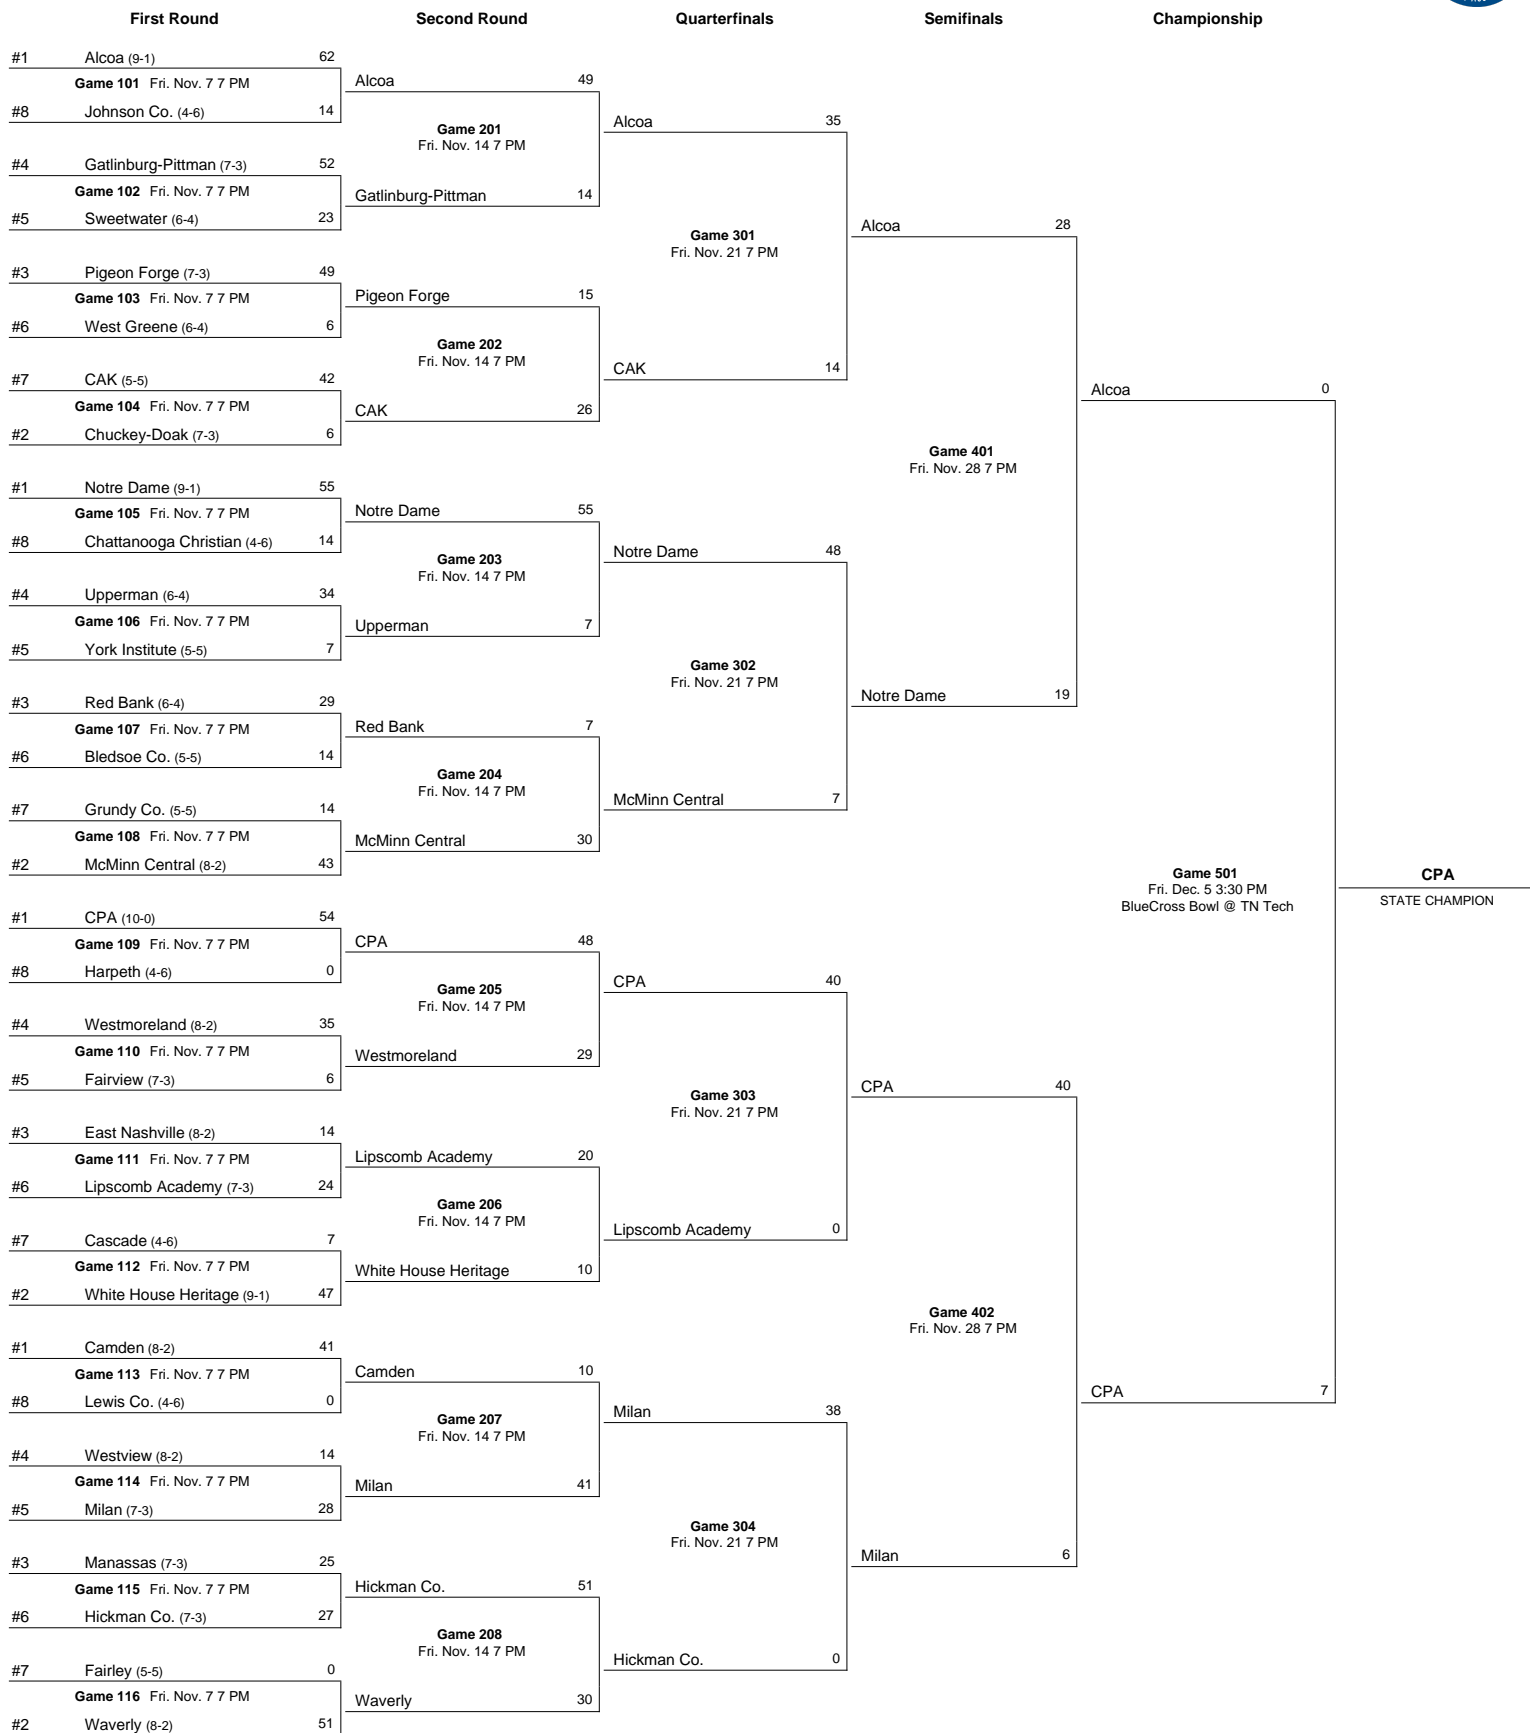 First Round Second Round Quarterfinals Semifinals Championship
#1 Alcoa (9-1) 62
Game 101 Fri. Nov. 7 7 PM
#8 Johnson Co. (4-6) 14
#4 Gatlinburg-Pittman (7-3) 52
Game 102 Fri. Nov. 7 7 PM
#5 Sweetwater (6-4) 23
#3 Pigeon Forge (7-3) 49
Game 103 Fri. Nov. 7 7 PM
#6 West Greene (6-4) 6
#7 CAK (5-5) 42
Game 104 Fri. Nov. 7 7 PM
#2 Chuckey-Doak (7-3) 6
#1 Notre Dame (9-1) 55
Game 105 Fri. Nov. 7 7 PM
#8 Chattanooga Christian (4-6) 14
#4 Upperman (6-4) 34
Game 106 Fri. Nov. 7 7 PM
#5 York Institute (5-5) 7
#3 Red Bank (6-4) 29
Game 107 Fri. Nov. 7 7 PM
#6 Bledsoe Co. (5-5) 14
#7 Grundy Co. (5-5) 14
Game 108 Fri. Nov. 7 7 PM
#2 McMinn Central (8-2) 43
#1 CPA (10-0) 54
Game 109 Fri. Nov. 7 7 PM
#8 Harpeth (4-6) 0
#4 Westmoreland (8-2) 35
Game 110 Fri. Nov. 7 7 PM
#5 Fairview (7-3) 6
#3 East Nashville (8-2) 14
Game 111 Fri. Nov. 7 7 PM
#6 Lipscomb Academy (7-3) 24
#7 Cascade (4-6) 7
Game 112 Fri. Nov. 7 7 PM
#2 White House Heritage (9-1) 47
#1 Camden (8-2) 41
Game 113 Fri. Nov. 7 7 PM
#8 Lewis Co. (4-6) 0
#4 Westview (8-2) 14
Game 114 Fri. Nov. 7 7 PM
#5 Milan (7-3) 28
#3 Manassas (7-3) 25
Game 115 Fri. Nov. 7 7 PM
#6 Hickman Co. (7-3) 27
#7 Fairley (5-5) 0
Game 116 Fri. Nov. 7 7 PM
#2 Waverly (8-2) 51
Alcoa 49
Game 201
Fri. Nov. 14 7 PM
Gatlinburg-Pittman 14
Pigeon Forge 15
Game 202
Fri. Nov. 14 7 PM
CAK 26
Notre Dame 55
Game 203
Fri. Nov. 14 7 PM
Upperman 7
Red Bank 7
Game 204
Fri. Nov. 14 7 PM
McMinn Central 30
CPA 48
Game 205
Fri. Nov. 14 7 PM
Westmoreland 29
Lipscomb Academy 20
Game 206
Fri. Nov. 14 7 PM
White House Heritage 10
Camden 10
Game 207
Fri. Nov. 14 7 PM
Milan 41
Hickman Co. 51
Game 208
Fri. Nov. 14 7 PM
Waverly 30
Alcoa 35
Game 301
Fri. Nov. 21 7 PM
CAK 14
Notre Dame 48
Game 302
Fri. Nov. 21 7 PM
McMinn Central 7
CPA 40
Game 303
Fri. Nov. 21 7 PM
Lipscomb Academy 0
Milan 38
Game 304
Fri. Nov. 21 7 PM
Hickman Co. 0
Alcoa 28
Game 401
Fri. Nov. 28 7 PM
Notre Dame 19
CPA 40
Game 402
Fri. Nov. 28 7 PM
Milan 6
Alcoa 0
Game 501
Fri. Dec. 5 3:30 PM
BlueCross Bowl @ TN Tech
CPA 7
CPA
STATE CHAMPION